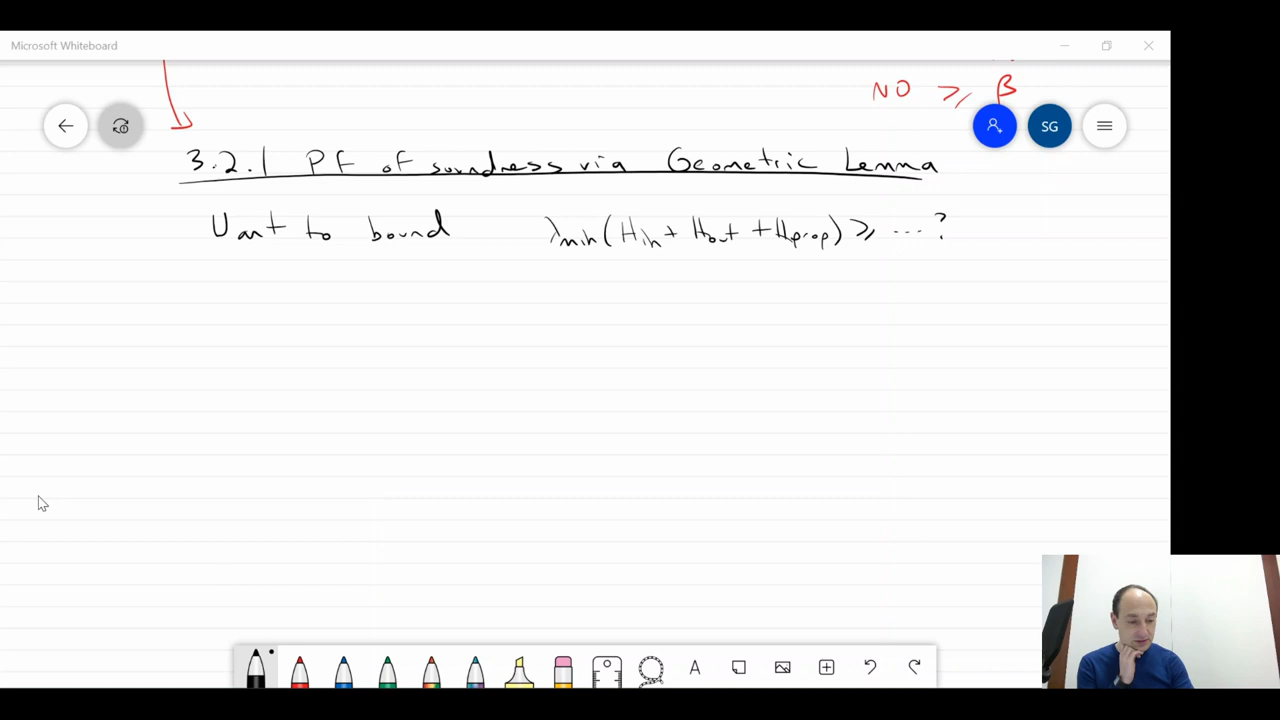 Microsoft Whiteboard
NO ≥ β
SG
3.2.1 PF of soundness via Geometric Lemma
Want to bound λmin(Hin + Hout + Hprop) ≥ ...?
A